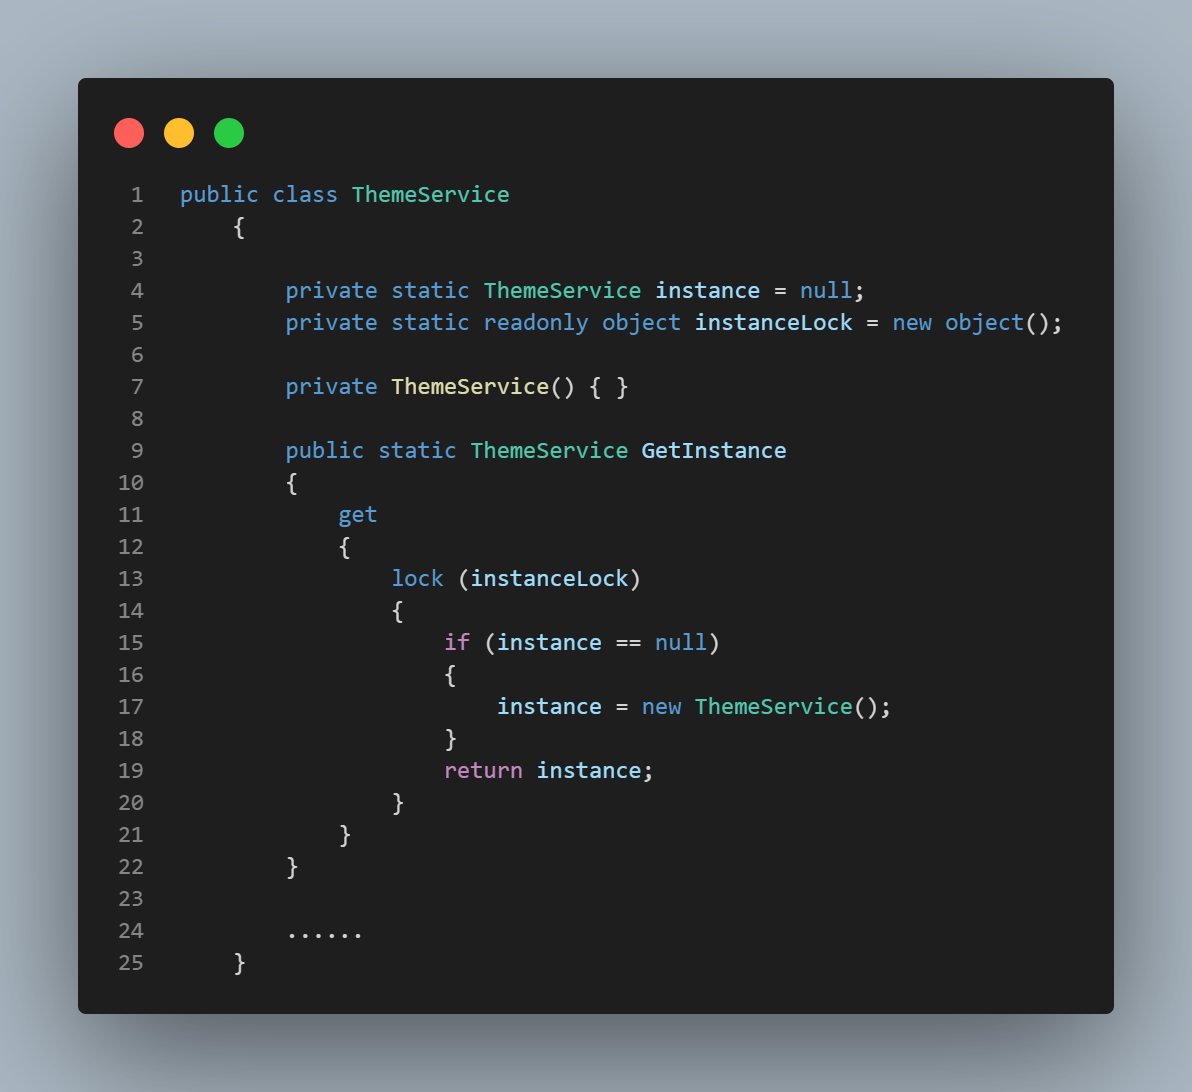 1 public class ThemeService
2 {
3
4 private static ThemeService instance = null;
5 private static readonly object instanceLock = new object();
6
7 private ThemeService() { }
8
9 public static ThemeService GetInstance
10 {
11 get
12 {
13 lock (instanceLock)
14 {
15 if (instance == null)
16 {
17 instance = new ThemeService();
18 }
19 return instance;
20 }
21 }
22 }
23
24 ......
25 }